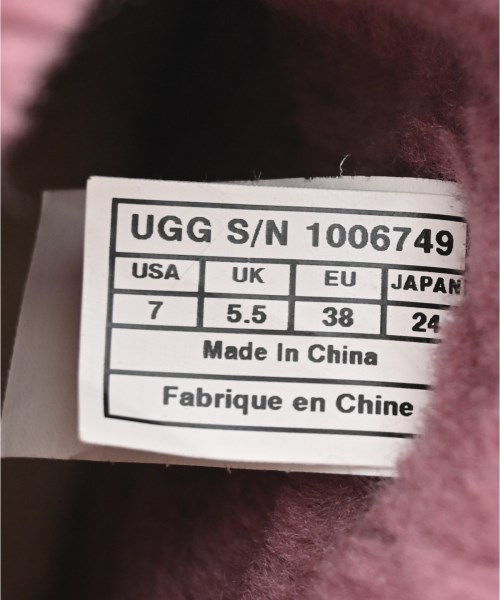 UGG S/N 1006749
USA UK EU JAPAN
7 5.5 38 24
Made In China
Fabrique en Chine